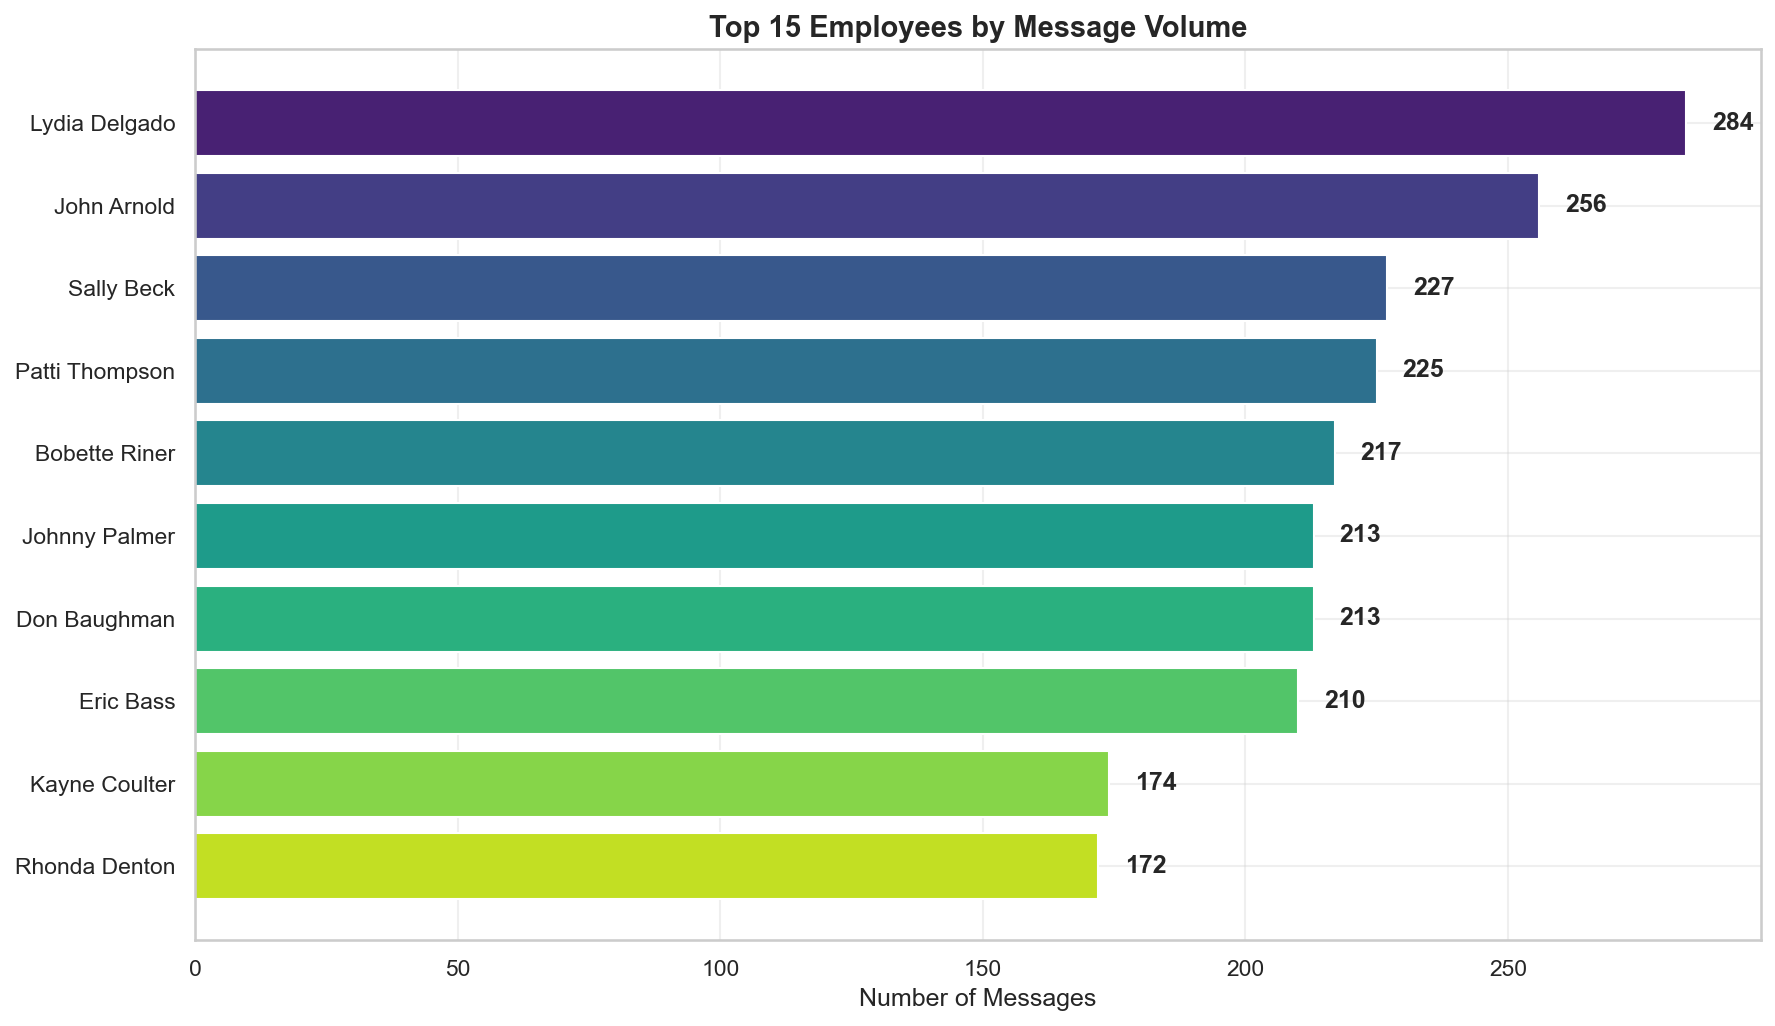 Top 15 Employees by Message Volume
Lydia Delgado 284
John Arnold 256
Sally Beck 227
Patti Thompson 225
Bobette Riner 217
Johnny Palmer 213
Don Baughman 213
Eric Bass 210
Kayne Coulter 174
Rhonda Denton 172
0 50 100 150 200 250
Number of Messages